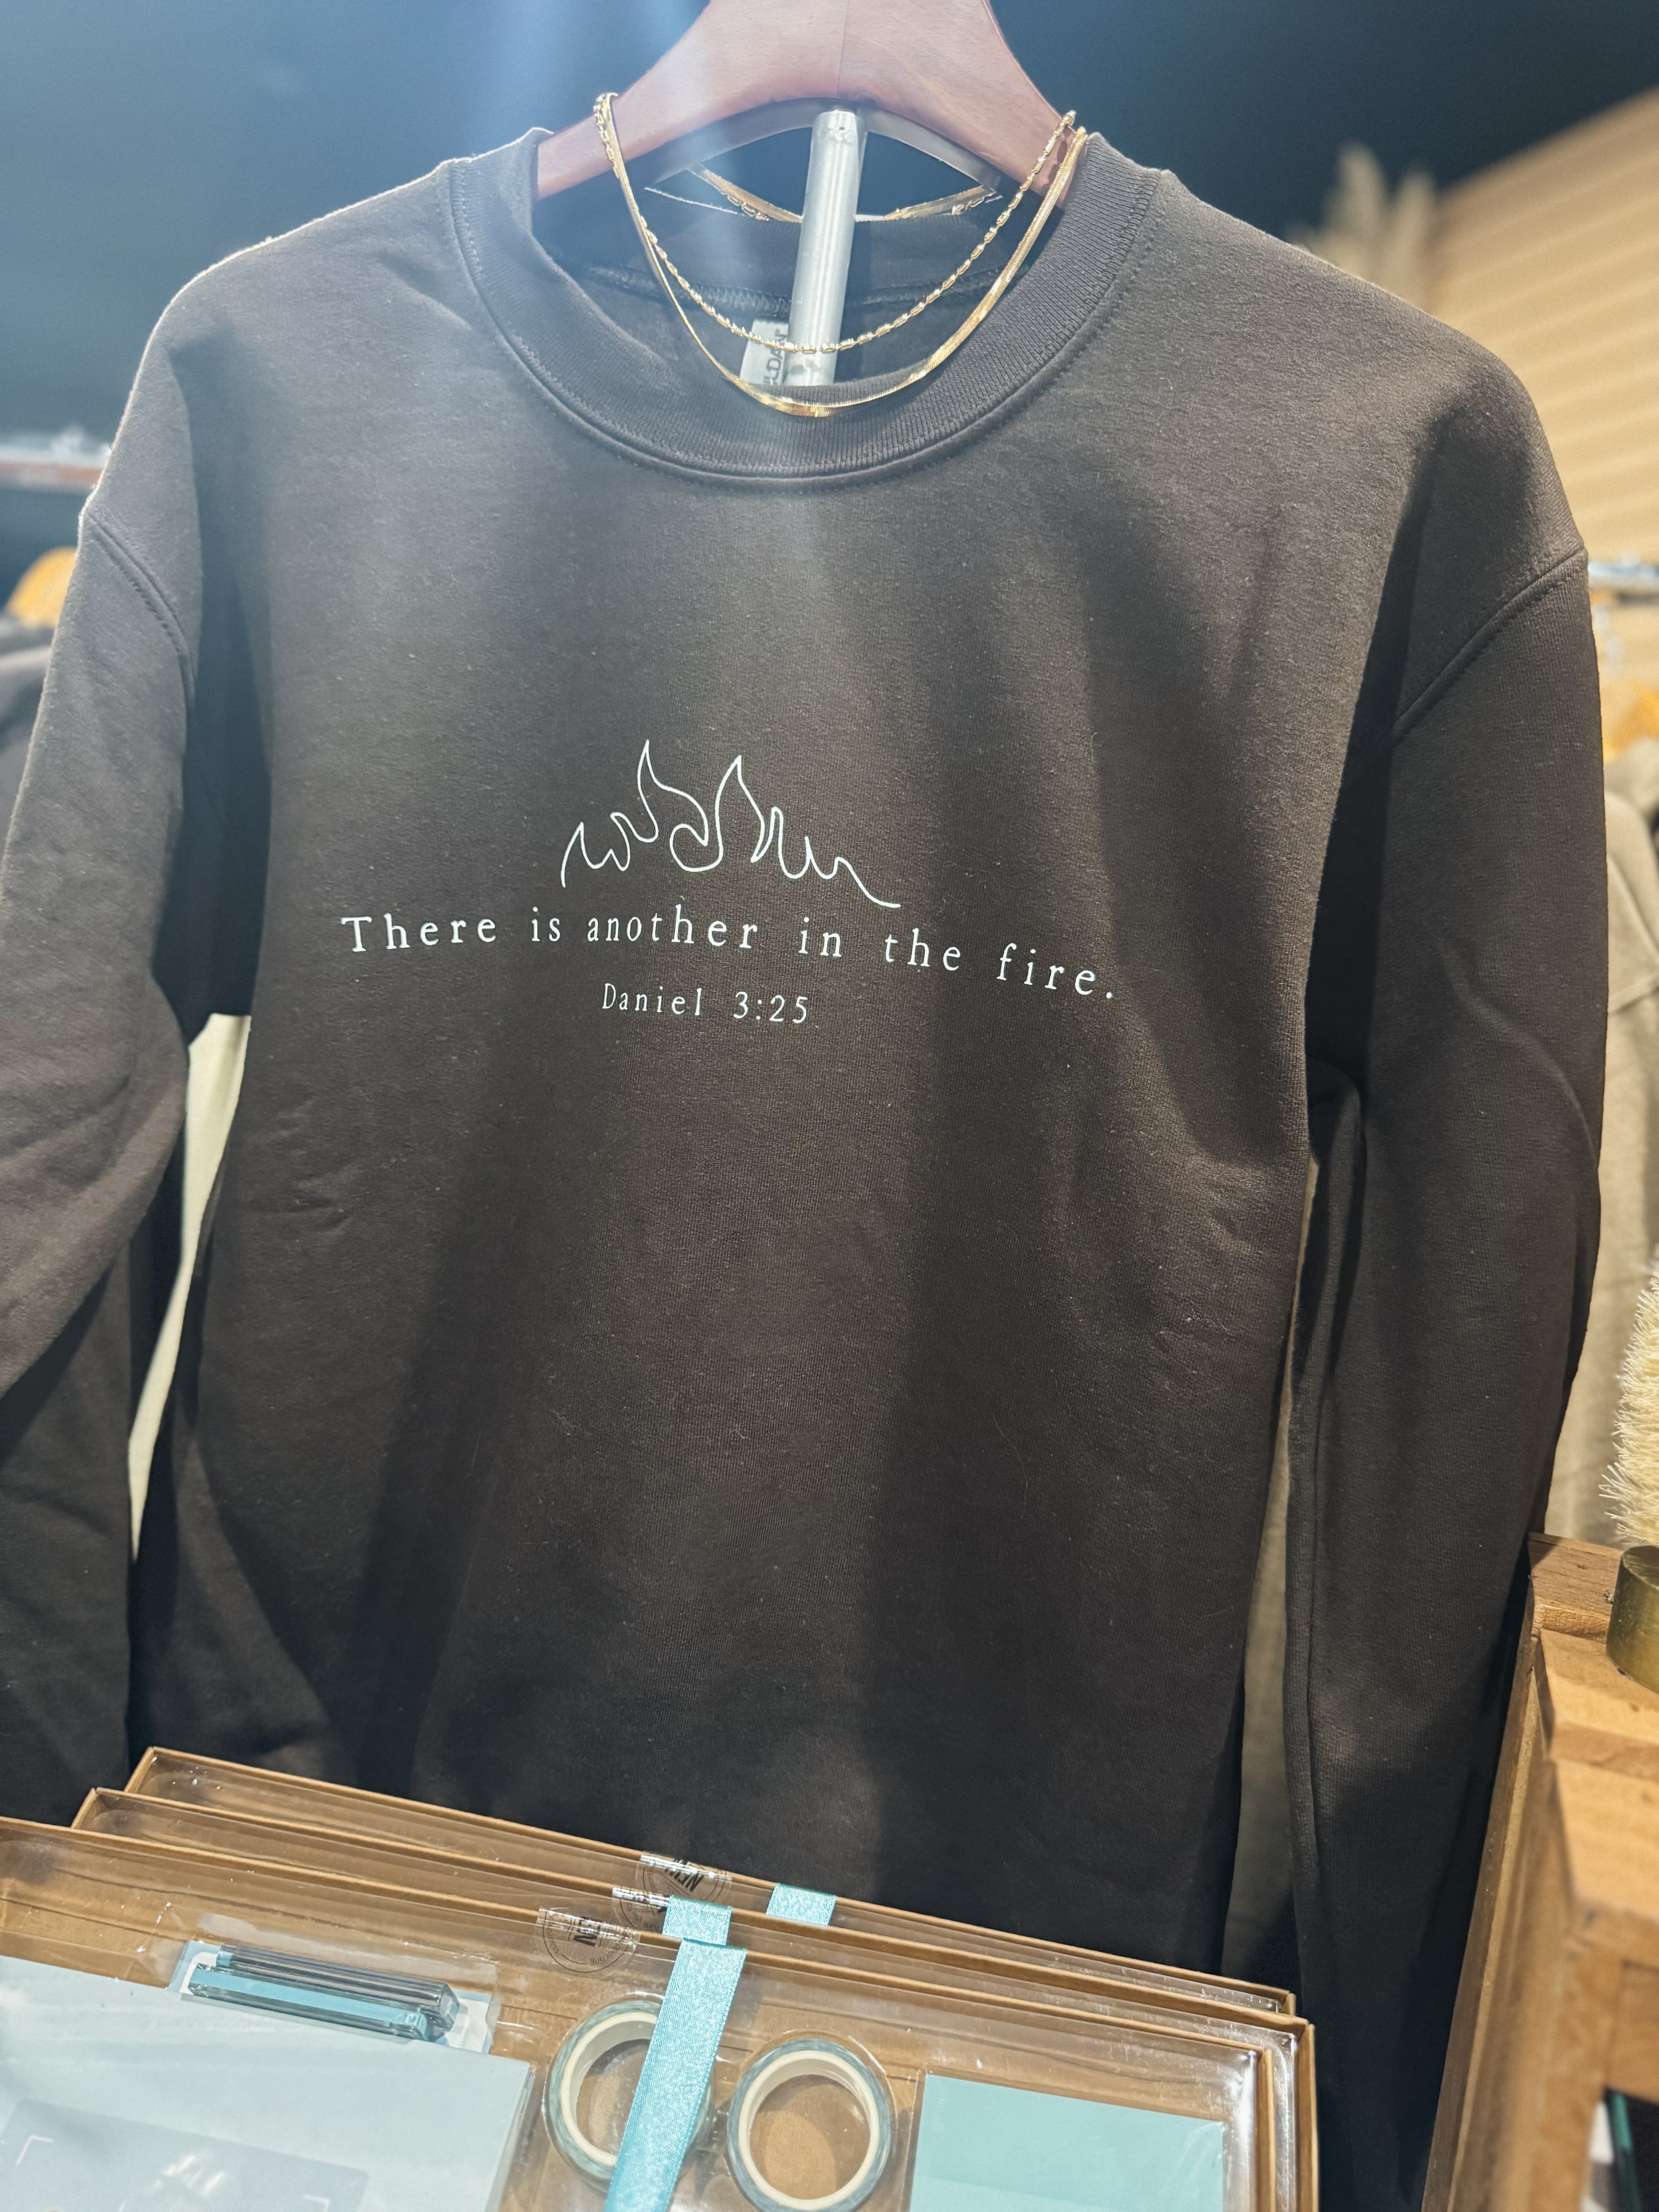 There is another in the fire.
Daniel 3:25